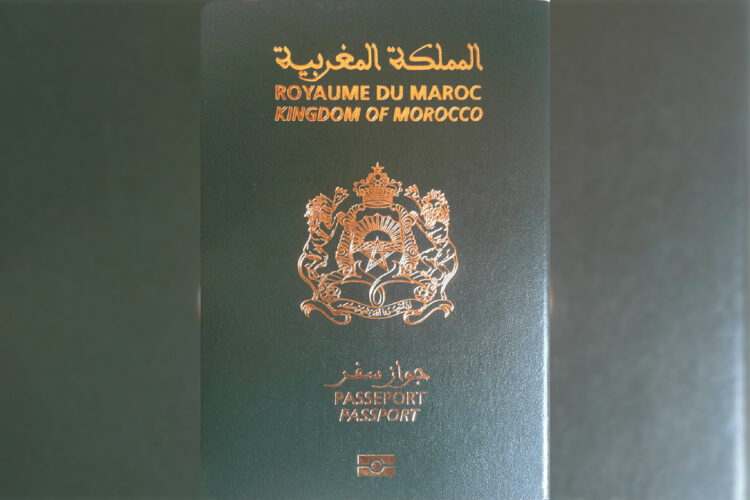 المملكة المغربية
ROYAUME DU MAROC
KINGDOM OF MOROCCO
جواز سفر
PASSEPORT
PASSPORT